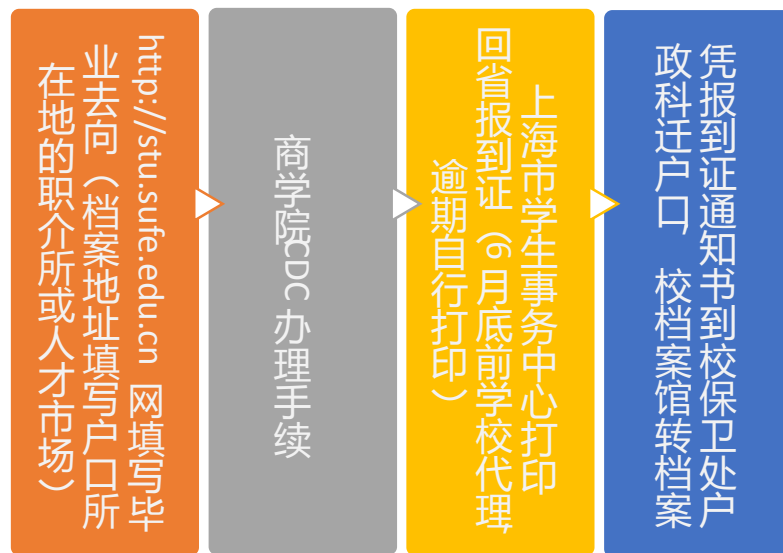 http://stu.sufe.edu.cn 网填写毕
业去向（档案地址填写户口所
在地的职介所或人才市场）
商学院CDC 办理手续
上海市学生事务中心打印
回省报到证（6 月底前学校代理，
逾期自行打印）
凭报到证通知书到校保卫处户
政科迁户口，校档案馆转档案